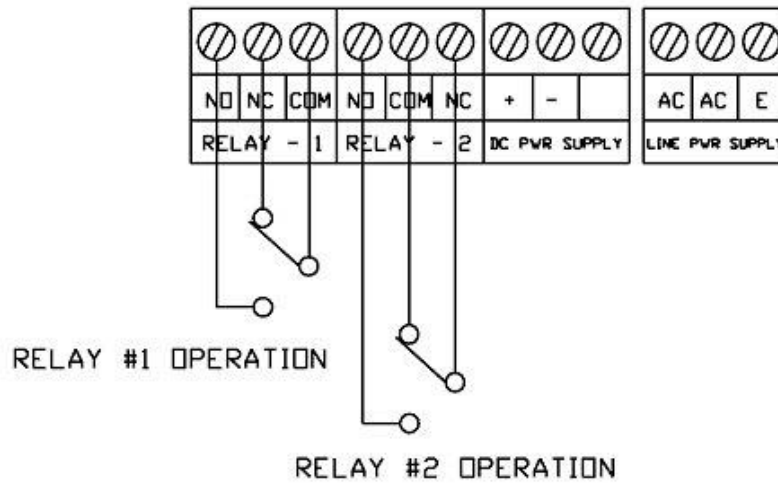 NO NC COM NO COM NC + - AC AC E
RELAY - 1 RELAY - 2 DC PWR SUPPLY LINE PWR SUPPLY
RELAY #1 OPERATION
RELAY #2 OPERATION